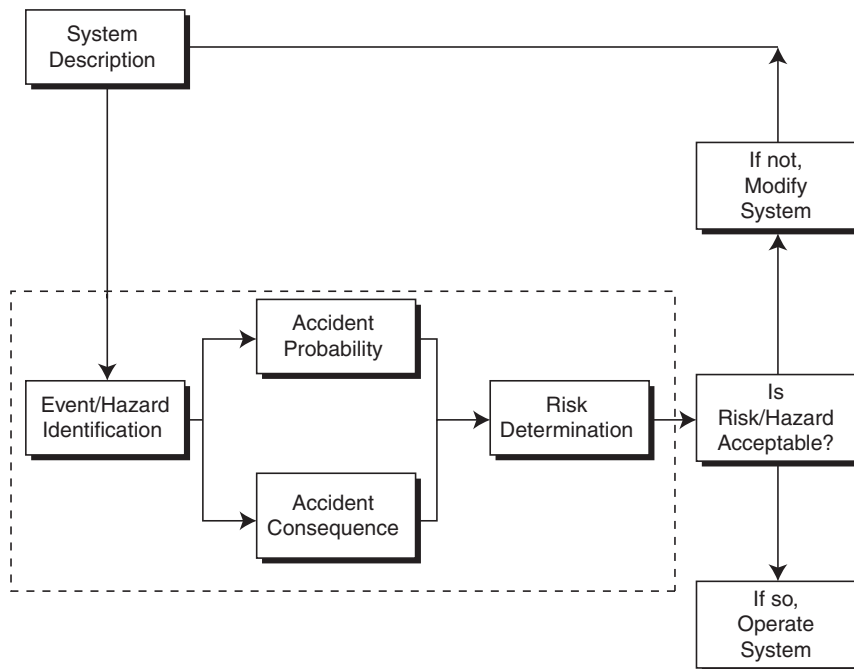 System
Description
If not,
Modify
System
Accident
Probability
Event/Hazard
Identification
Risk
Determination
Is
Risk/Hazard
Acceptable?
Accident
Consequence
If so,
Operate
System